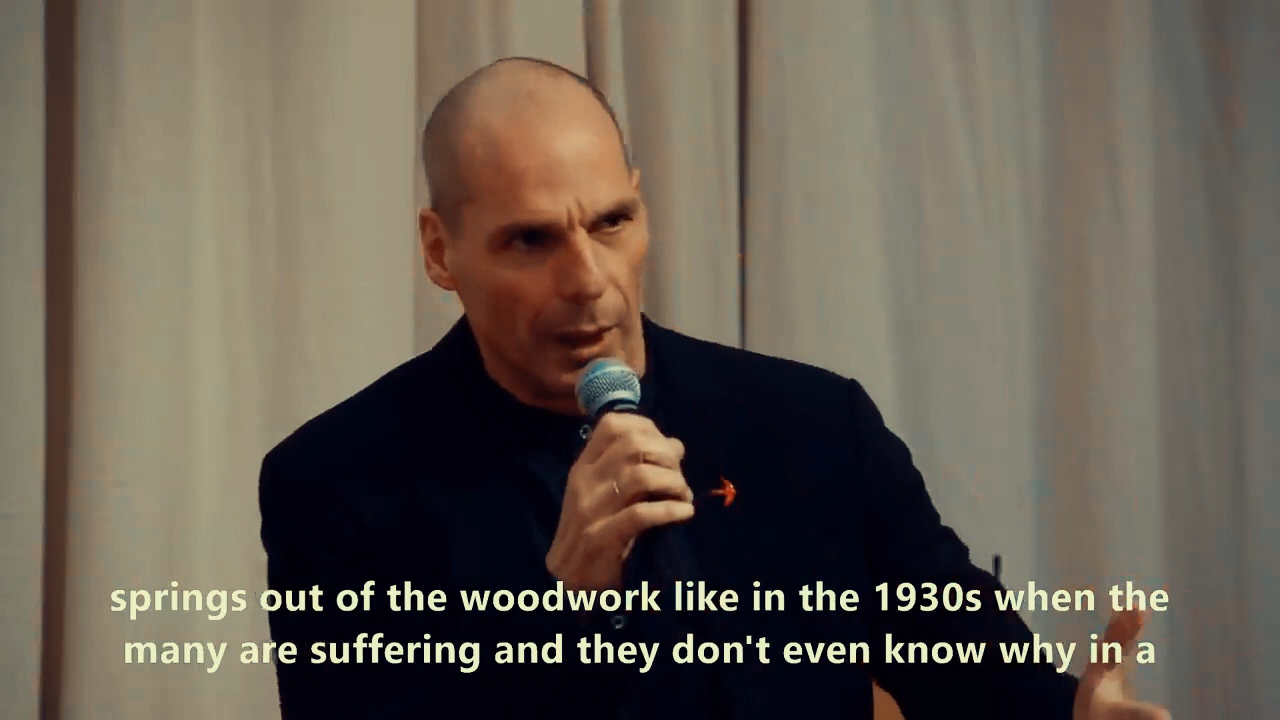 springs out of the woodwork like in the 1930s when the
many are suffering and they don't even know why in a